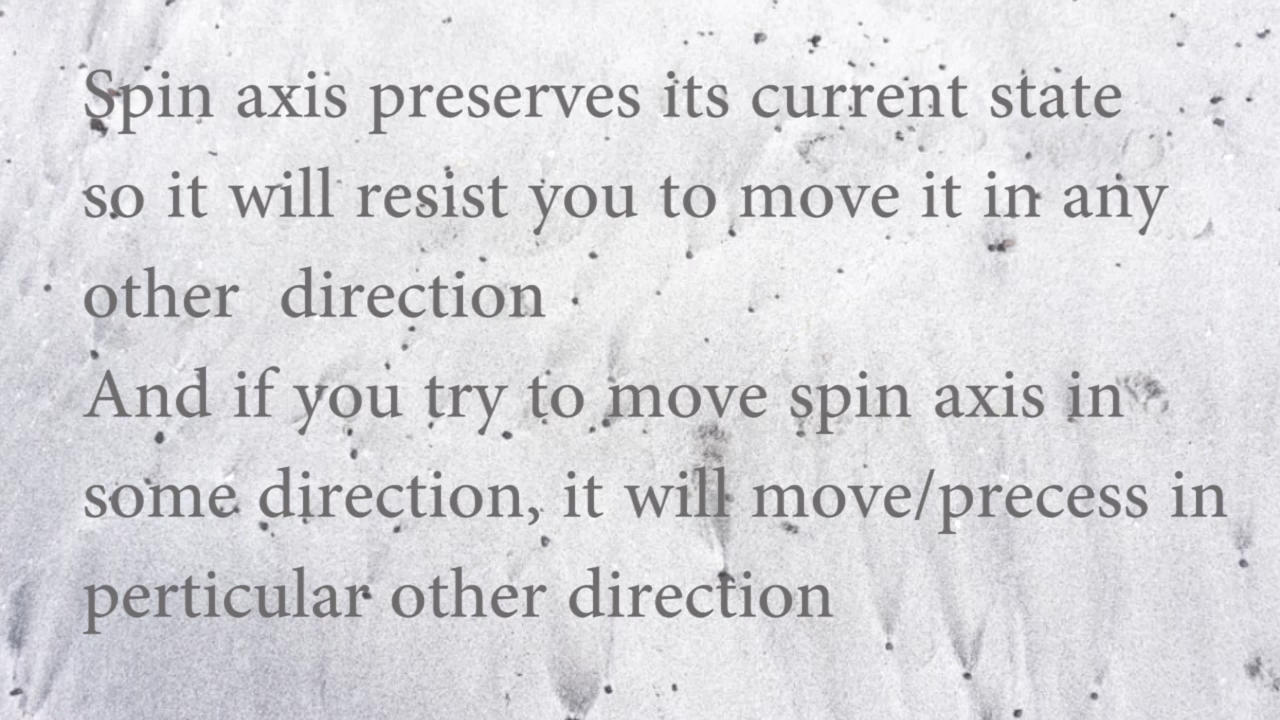 Spin axis preserves its current state
so it will resist you to move it in any
other direction
And if you try to move spin axis in
some direction, it will move/precess in
perticular other direction